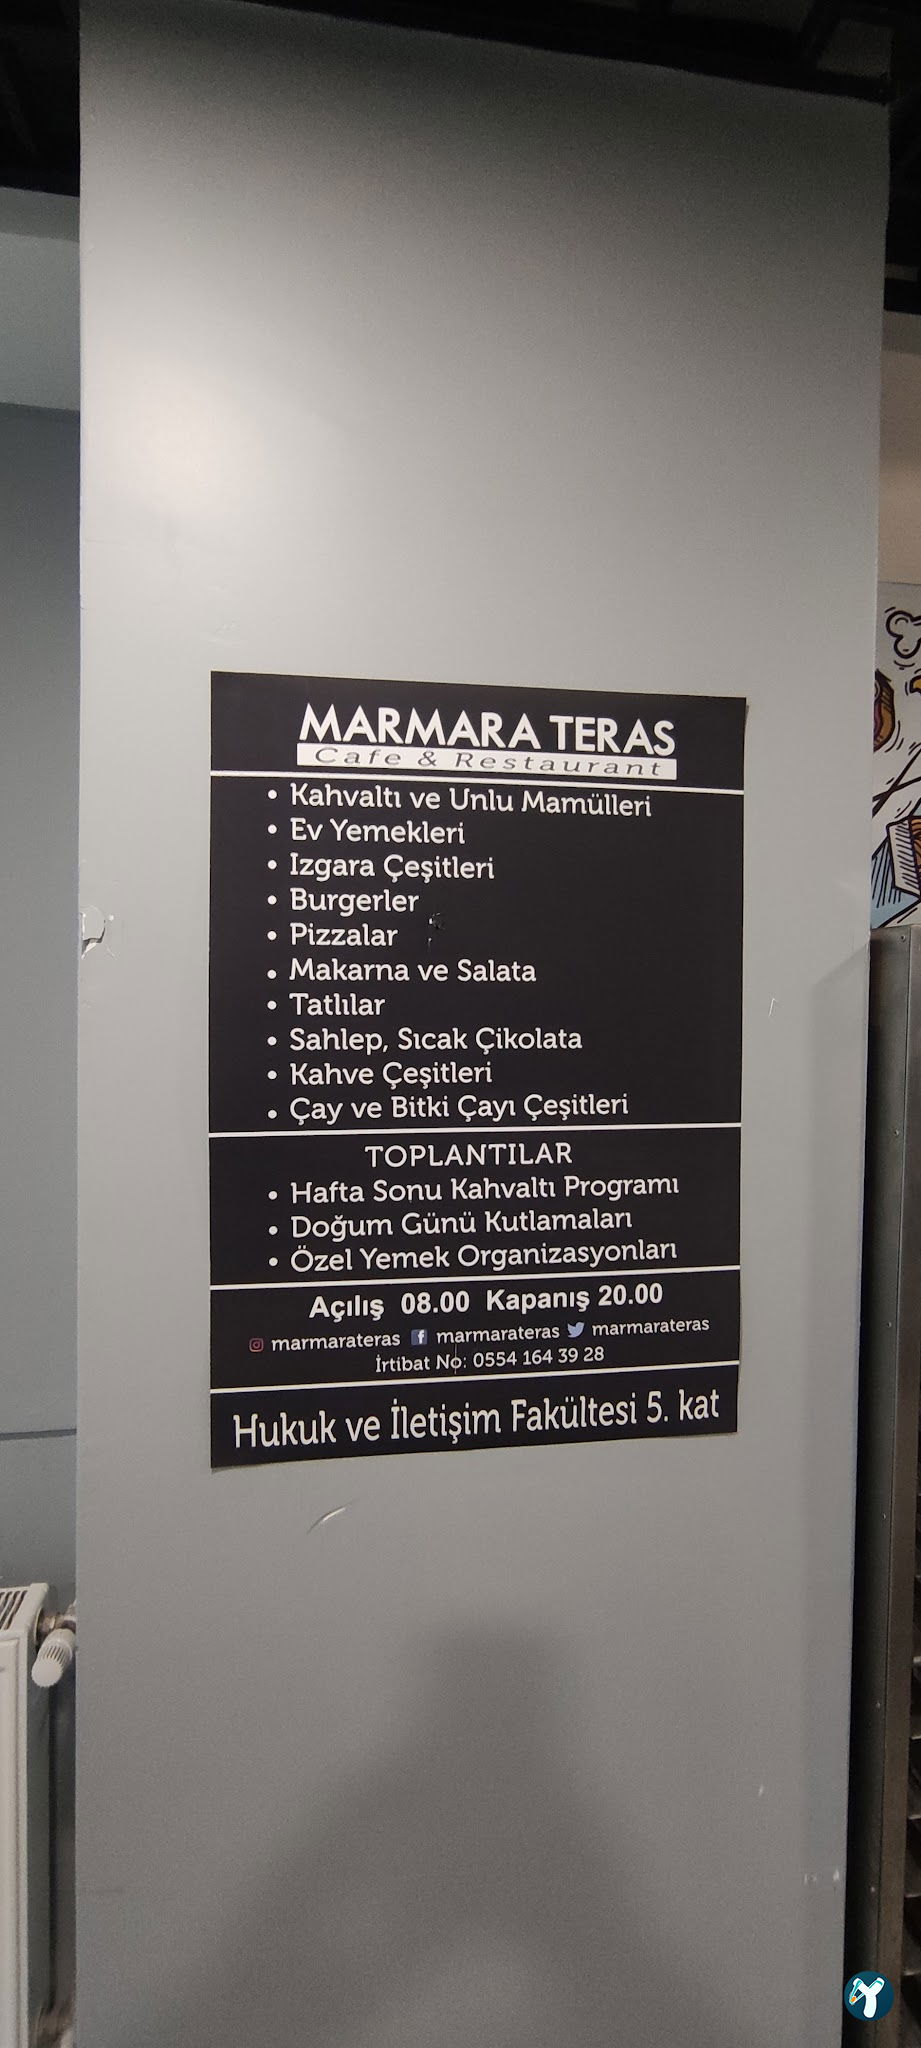 MARMARA TERAS
Cafe & Restaurant
• Kahvaltı ve Unlu Mamülleri
• Ev Yemekleri
• Izgara Çeşitleri
• Burgerler
• Pizzalar
• Makarna ve Salata
• Tatlılar
• Sahlep, Sıcak Çikolata
• Kahve Çeşitleri
• Çay ve Bitki Çayı Çeşitleri
TOPLANTILAR
• Hafta Sonu Kahvaltı Programı
• Doğum Günü Kutlamaları
• Özel Yemek Organizasyonları
Açılış 08.00 Kapanış 20.00
marmarateras marmarateras marmarateras
İrtibat No: 0554 164 39 28
Hukuk ve İletişim Fakültesi 5. kat